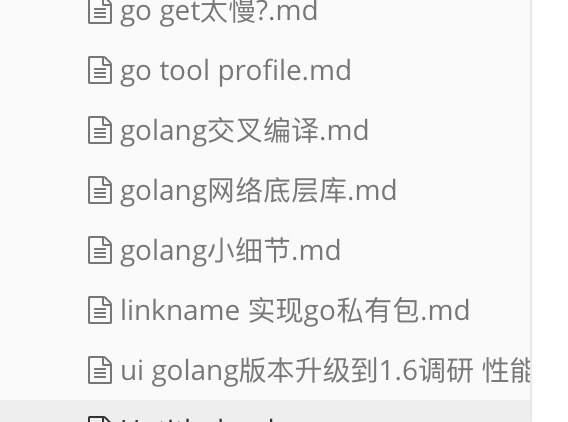 go get太慢?.md
go tool profile.md
golang交叉编译.md
golang网络底层库.md
golang小细节.md
linkname 实现go私有包.md
ui golang版本升级到1.6调研 性能